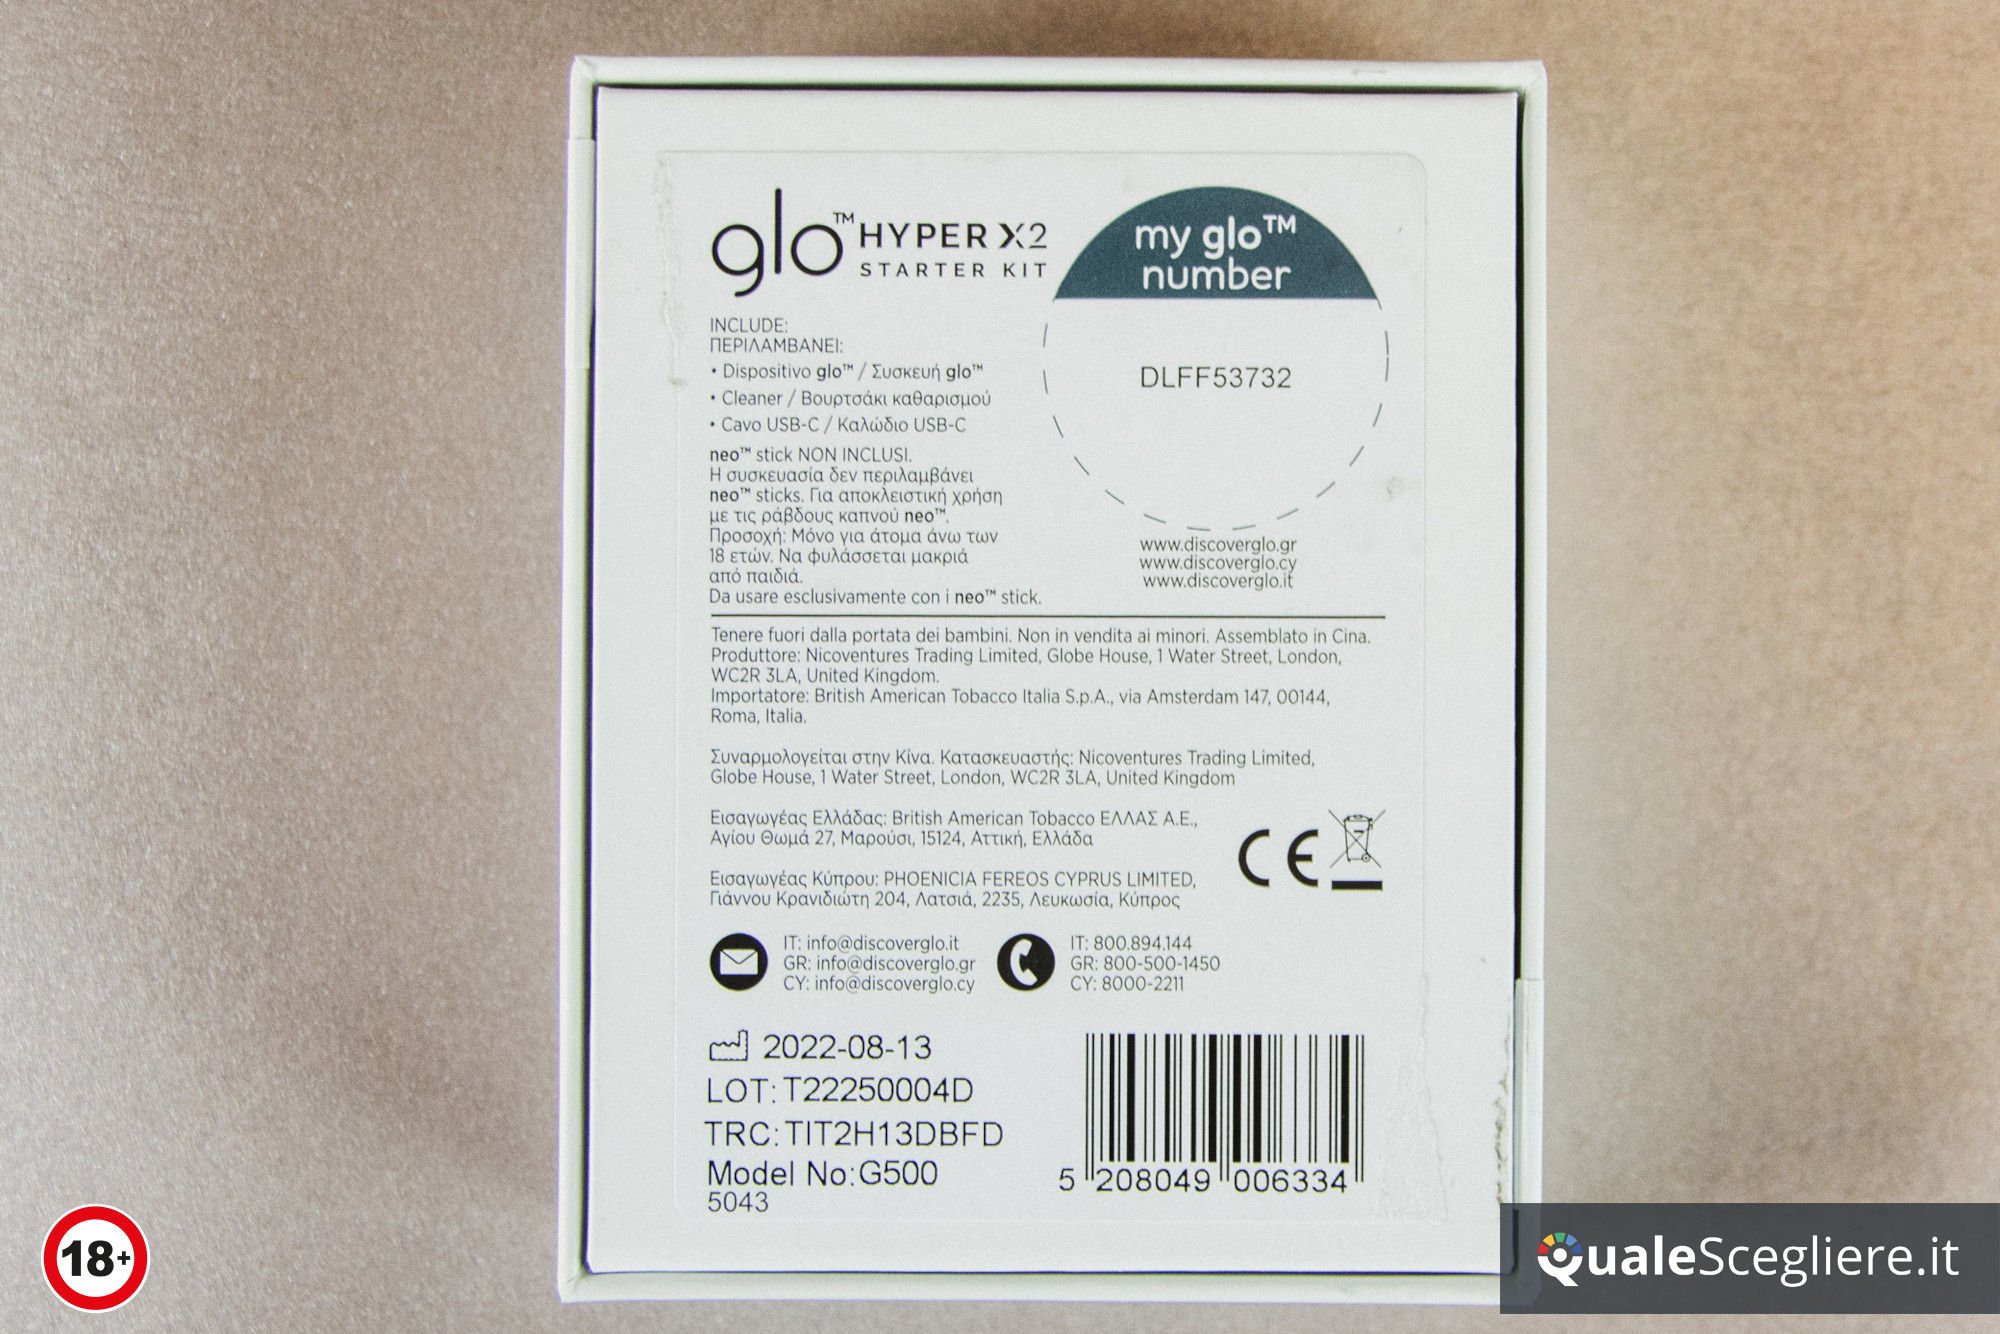 glo™ HYPER X2
STARTER KIT
my glo™
number
DLFF53732
www.discoverglo.gr
www.discoverglo.cy
www.discoverglo.it
INCLUDE:
ΠΕΡΙΛΑΜΒΑΝΕΙ:
• Dispositivo glo™ / Συσκευή glo™
• Cleaner / Βουρτσάκι καθαρισμού
• Cavo USB-C / Καλώδιο USB-C
neo™ stick NON INCLUSI.
Η συσκευασία δεν περιλαμβάνει
neo™ sticks. Για αποκλειστική χρήση
με τις ράβδους καπνού neo™.
Προσοχή: Μόνο για άτομα άνω των
18 ετών. Να φυλάσσεται μακριά
από παιδιά.
Da usare esclusivamente con i neo™ stick.
Tenere fuori dalla portata dei bambini. Non in vendita ai minori. Assemblato in Cina.
Produttore: Nicoventures Trading Limited, Globe House, 1 Water Street, London,
WC2R 3LA, United Kingdom.
Importatore: British American Tobacco Italia S.p.A., via Amsterdam 147, 00144,
Roma, Italia.
Συναρμολογείται στην Κίνα. Κατασκευαστής: Nicoventures Trading Limited,
Globe House, 1 Water Street, London, WC2R 3LA, United Kingdom
Εισαγωγέας Ελλάδας: British American Tobacco ΕΛΛΑΣ Α.Ε.,
Αγίου Θωμά 27, Μαρούσι, 15124, Αττική, Ελλάδα
Εισαγωγέας Κύπρου: PHOENICIA FEREOS CYPRUS LIMITED,
Γιάννου Κρανιδιώτη 204, Λατσιά, 2235, Λευκωσία, Κύπρος
CE
IT: info@discoverglo.it
GR: info@discoverglo.gr
CY: info@discoverglo.cy
IT: 800.894.144
GR: 800-500-1450
CY: 8000-2211
2022-08-13
LOT: T22250004D
TRC: TIT2H13DBFD
Model No:G500
5043
5 208049 006334
18+
QualeScegliere.it